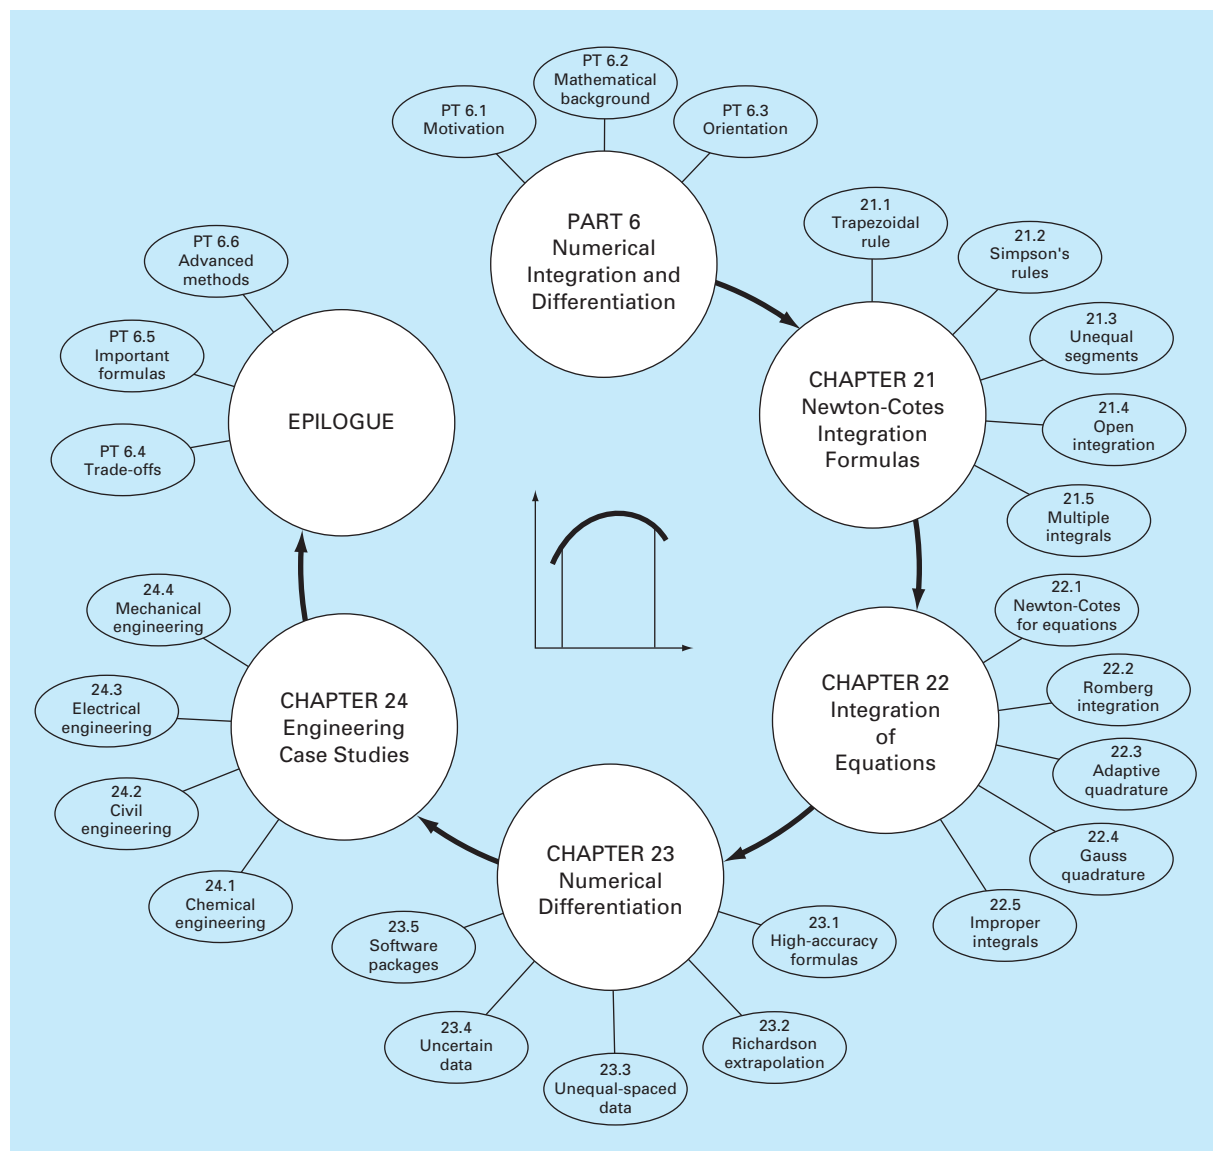 PT 6.1
Motivation
PT 6.2
Mathematical
background
PT 6.3
Orientation
PART 6
Numerical
Integration and
Differentiation
21.1
Trapezoidal
rule
21.2
Simpson's
rules
21.3
Unequal
segments
21.4
Open
integration
21.5
Multiple
integrals
CHAPTER 21
Newton-Cotes
Integration
Formulas
22.1
Newton-Cotes
for equations
22.2
Romberg
integration
22.3
Adaptive
quadrature
22.4
Gauss
quadrature
22.5
Improper
integrals
CHAPTER 22
Integration
of
Equations
CHAPTER 23
Numerical
Differentiation
23.1
High-accuracy
formulas
23.2
Richardson
extrapolation
23.3
Unequal-spaced
data
23.4
Uncertain
data
23.5
Software
packages
CHAPTER 24
Engineering
Case Studies
24.1
Chemical
engineering
24.2
Civil
engineering
24.3
Electrical
engineering
24.4
Mechanical
engineering
EPILOGUE
PT 6.4
Trade-offs
PT 6.5
Important
formulas
PT 6.6
Advanced
methods